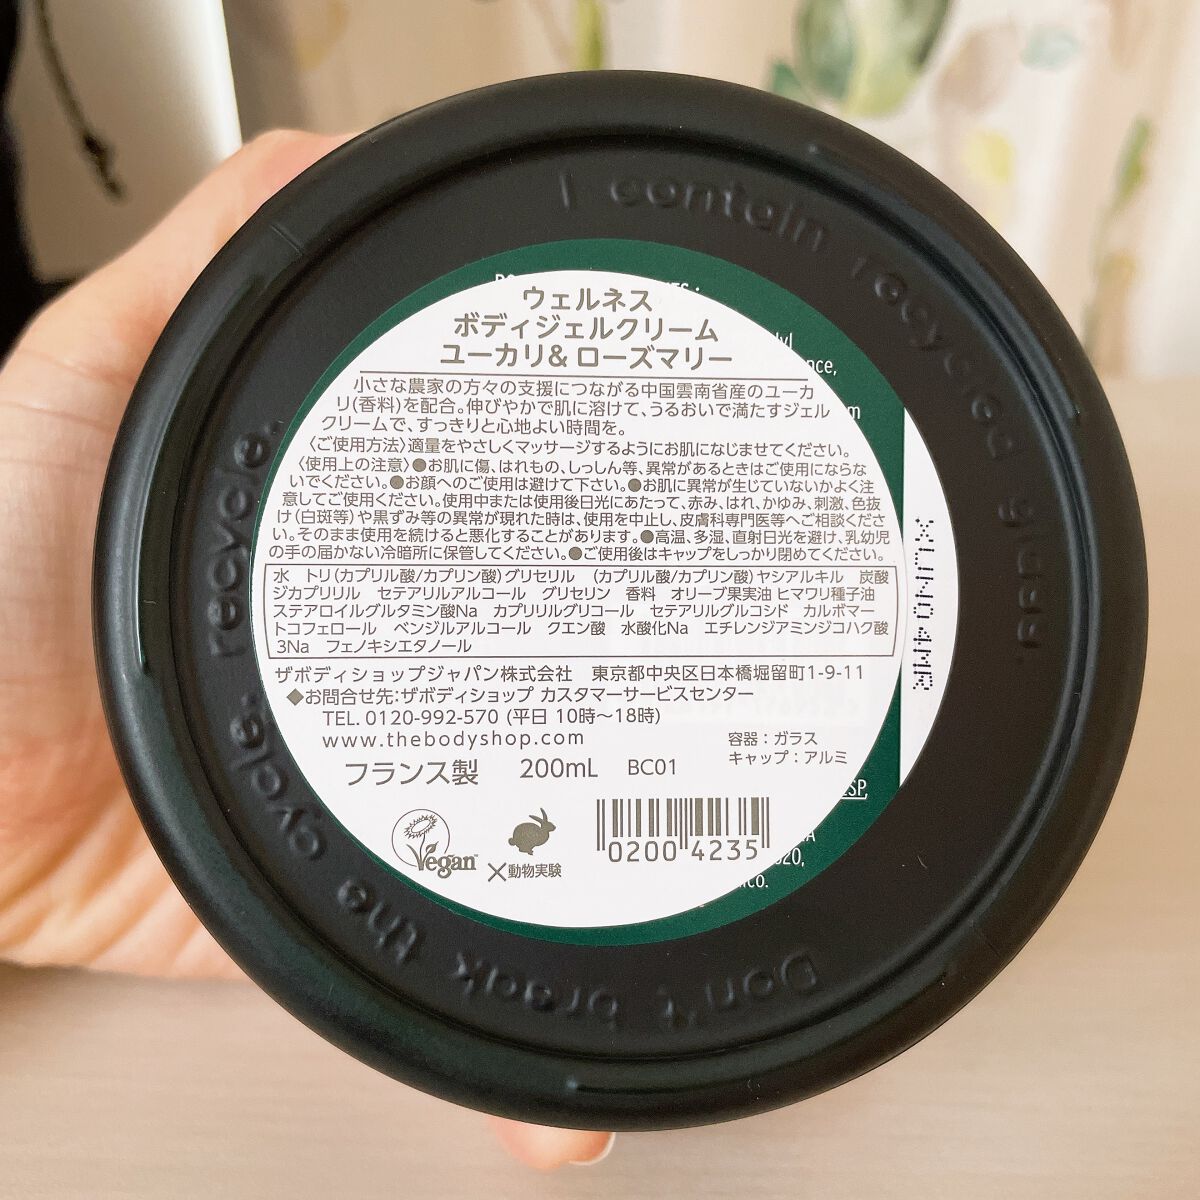 I contain recycled glass.
Don't break the cycle. recycle.
ウェルネス
ボディジェルクリーム
ユーカリ& ローズマリー
小さな農家の方々の支援につながる中国雲南省産のユーカ
リ(香料)を配合。伸びやかで肌に溶けて、うるおいで満たすジェル
クリームで、すっきりと心地よい時間を。
〈ご使用方法〉適量をやさしくマッサージするようにお肌になじませてください。
〈使用上の注意〉●お肌に傷、はれもの、しっしん等、異常があるときはご使用にならな
いでください。●お顔へのご使用は避けて下さい。●お肌に異常が生じていないかよく注
意してご使用ください。使用中または使用後日光にあたって、赤み、はれ、かゆみ、刺激、色抜
け(白斑等)や黒ずみ等の異常が現れた時は、使用を中止し、皮膚科専門医等へご相談くださ
い。そのまま使用を続けると悪化することがあります。●高温、多湿、直射日光を避け、乳幼児
の手の届かない冷暗所に保管してください。●ご使用後はキャップをしっかり閉めてください。
水 トリ(カプリル酸/カプリン酸)グリセリル (カプリル酸/カプリン酸)ヤシアルキル 炭酸
ジカプリリル セテアリルアルコール グリセリン 香料 オリーブ果実油 ヒマワリ種子油
ステアロイルグルタミン酸Na カプリリルグリコール セテアリルグルコシド カルボマー
トコフェロール ベンジルアルコール クエン酸 水酸化Na エチレンジアミンジコハク酸
3Na フェノキシエタノール
ザボディショップジャパン株式会社 東京都中央区日本橋堀留町1-9-11
◆お問合せ先:ザボディショップ カスタマーサービスセンター
TEL. 0120-992-570 (平日 10時~18時)
www.thebodyshop.com
容器:ガラス
キャップ:アルミ
フランス製 200mL BC01
Vegan
×動物実験
0200 4235